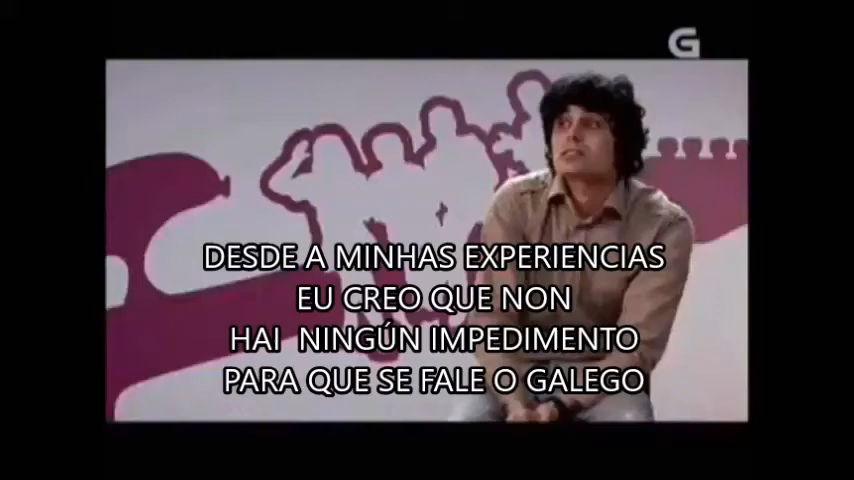 G
DESDE A MINHAS EXPERIENCIAS
EU CREO QUE NON
HAI NINGÚN IMPEDIMENTO
PARA QUE SE FALE O GALEGO